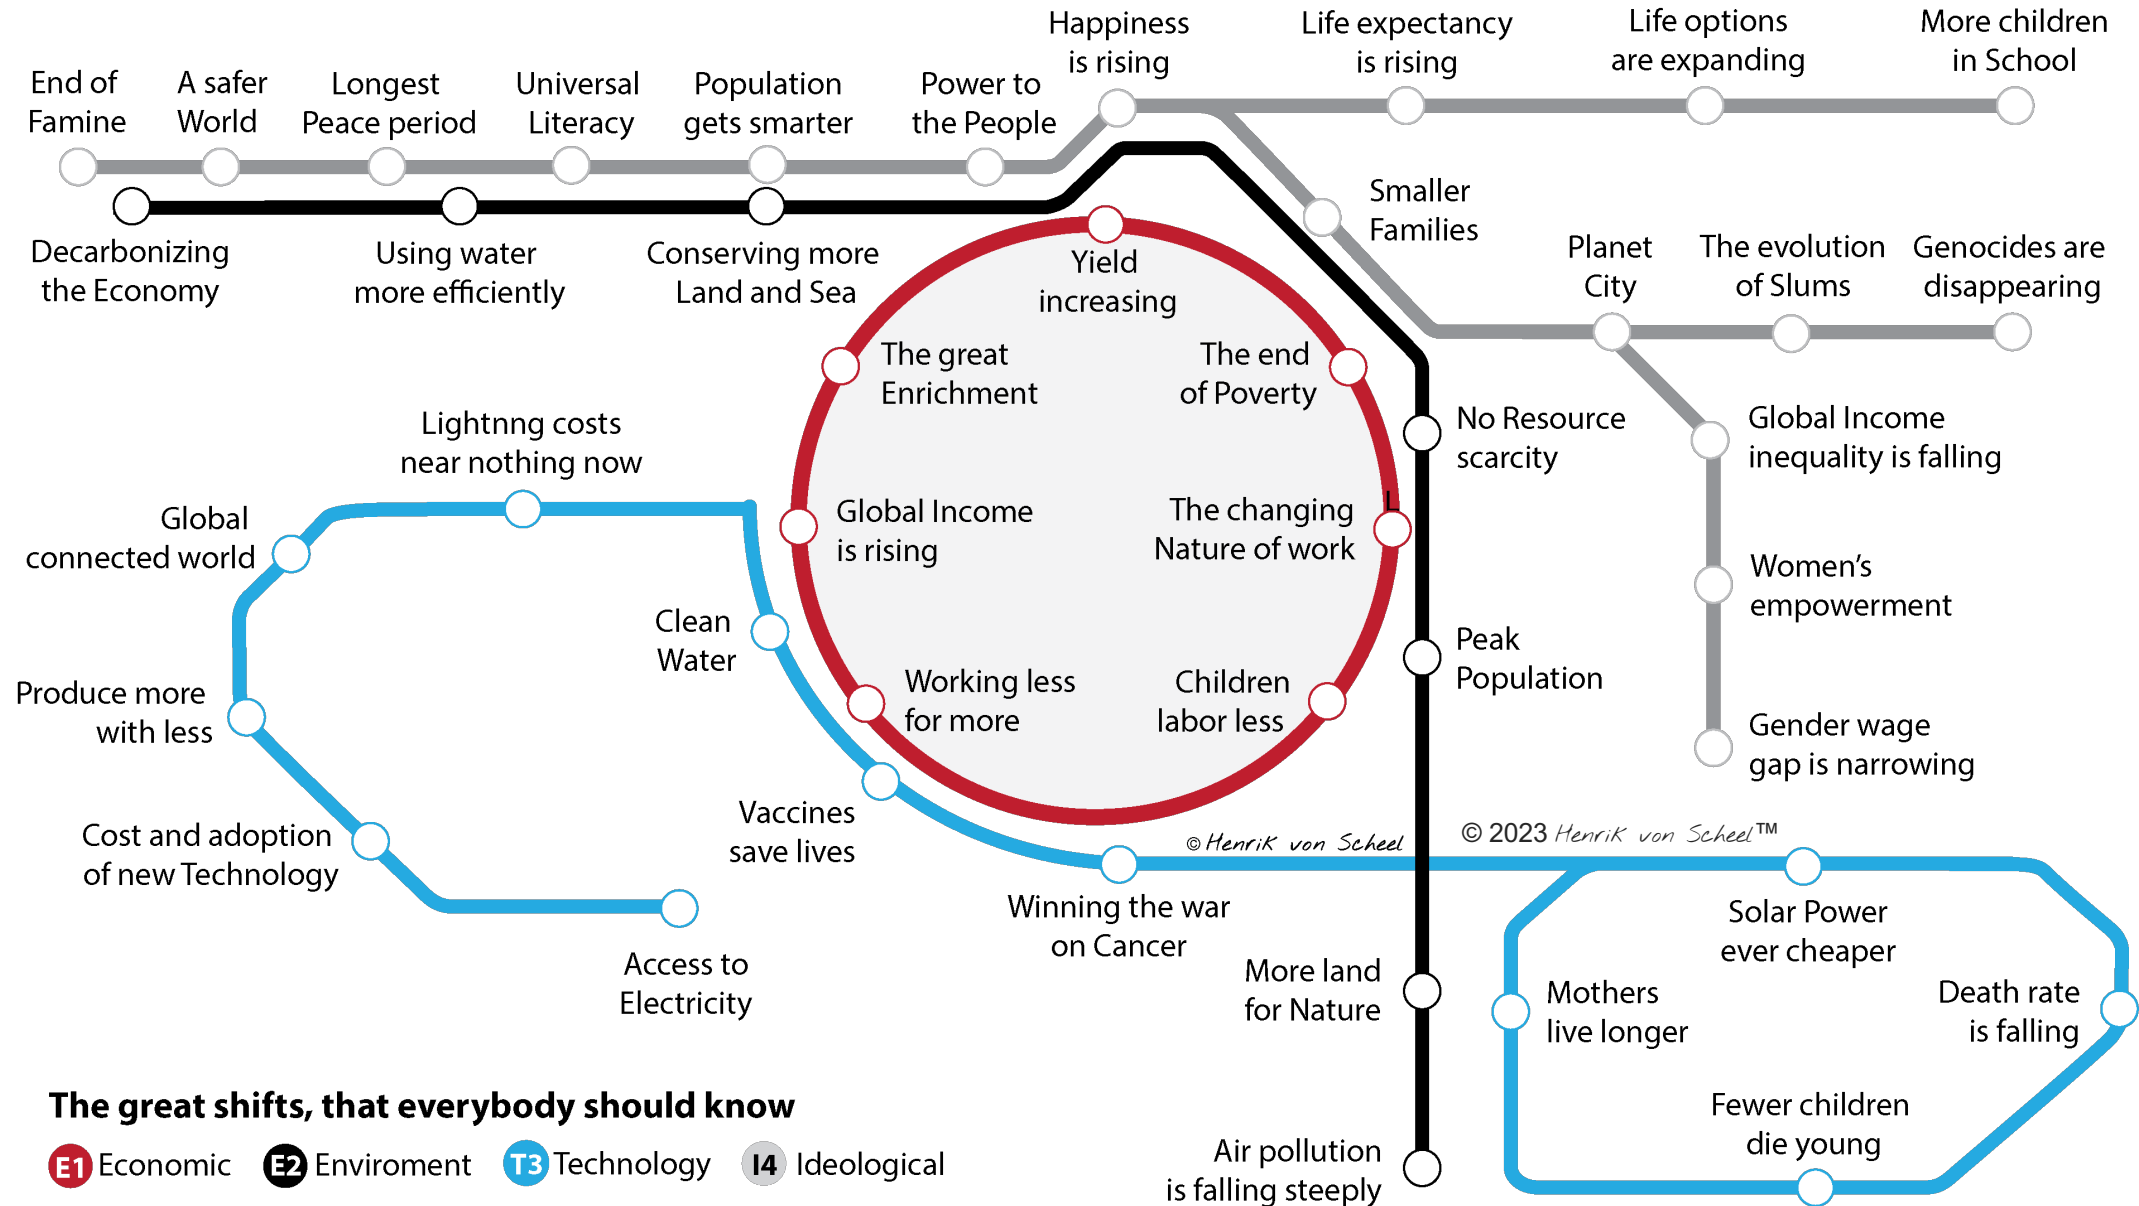 Happiness
is rising
Life expectancy
is rising
Life options
are expanding
More children
in School
End of
Famine
A safer
World
Longest
Peace period
Universal
Literacy
Population
gets smarter
Power to
the People
Smaller
Families
Decarbonizing
the Economy
Using water
more efficiently
Conserving more
Land and Sea
Yield
increasing
Planet
City
The evolution
of Slums
Genocides are
disappearing
The great
Enrichment
The end
of Poverty
Lightnng costs
near nothing now
No Resource
scarcity
Global Income
inequality is falling
Global
connected world
Global Income
is rising
L
The changing
Nature of work
Women's
empowerment
Clean
Water
Peak
Population
Produce more
with less
Working less
for more
Children
labor less
Gender wage
gap is narrowing
Cost and adoption
of new Technology
Vaccines
save lives
© Henrik von Scheel
© 2023 Henrik von Scheel™
Winning the war
on Cancer
Solar Power
ever cheaper
Access to
Electricity
More land
for Nature
Mothers
live longer
Death rate
is falling
The great shifts, that everybody should know
Fewer children
die young
E1 Economic E2 Enviroment T3 Technology I4 Ideological
Air pollution
is falling steeply